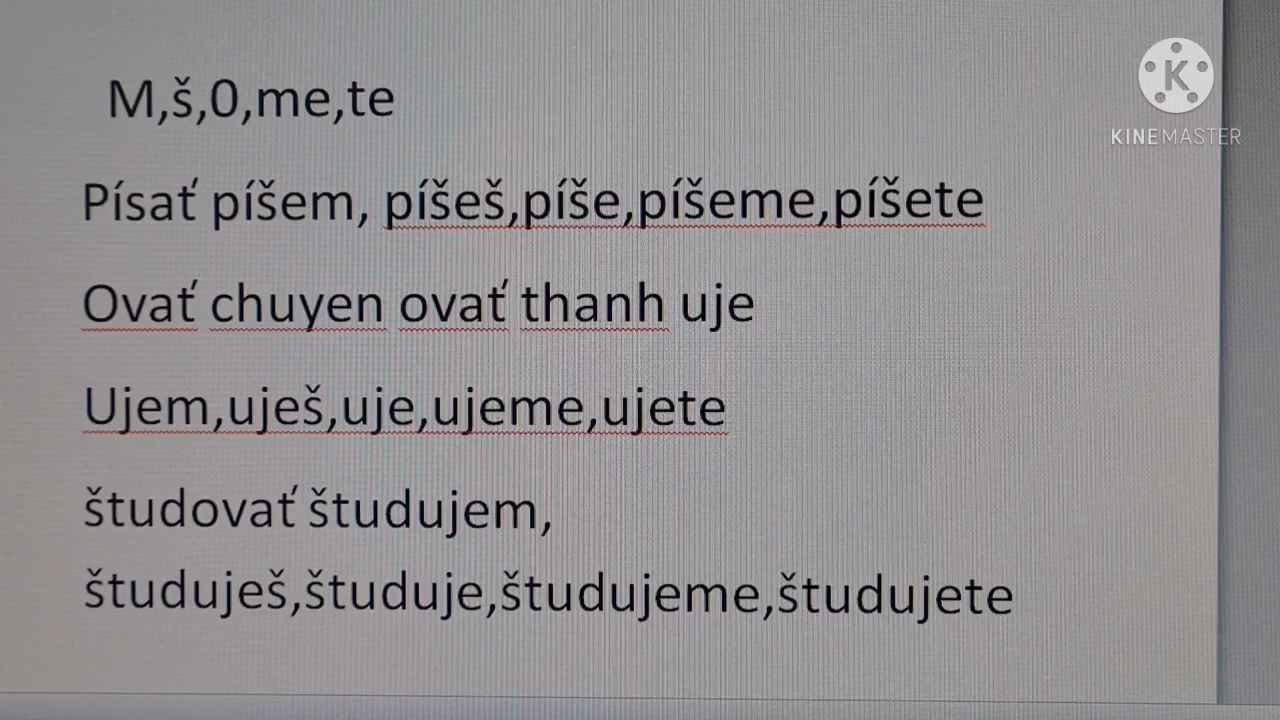 M,š,0,me,te
Písať píšem, píšeš,píše,píšeme,píšete
Ovať chuyen ovať thanh uje
Ujem,uješ,uje,ujeme,ujete
študovať študujem,
študuješ,študuje,študujeme,študujete
K
KINEMASTER